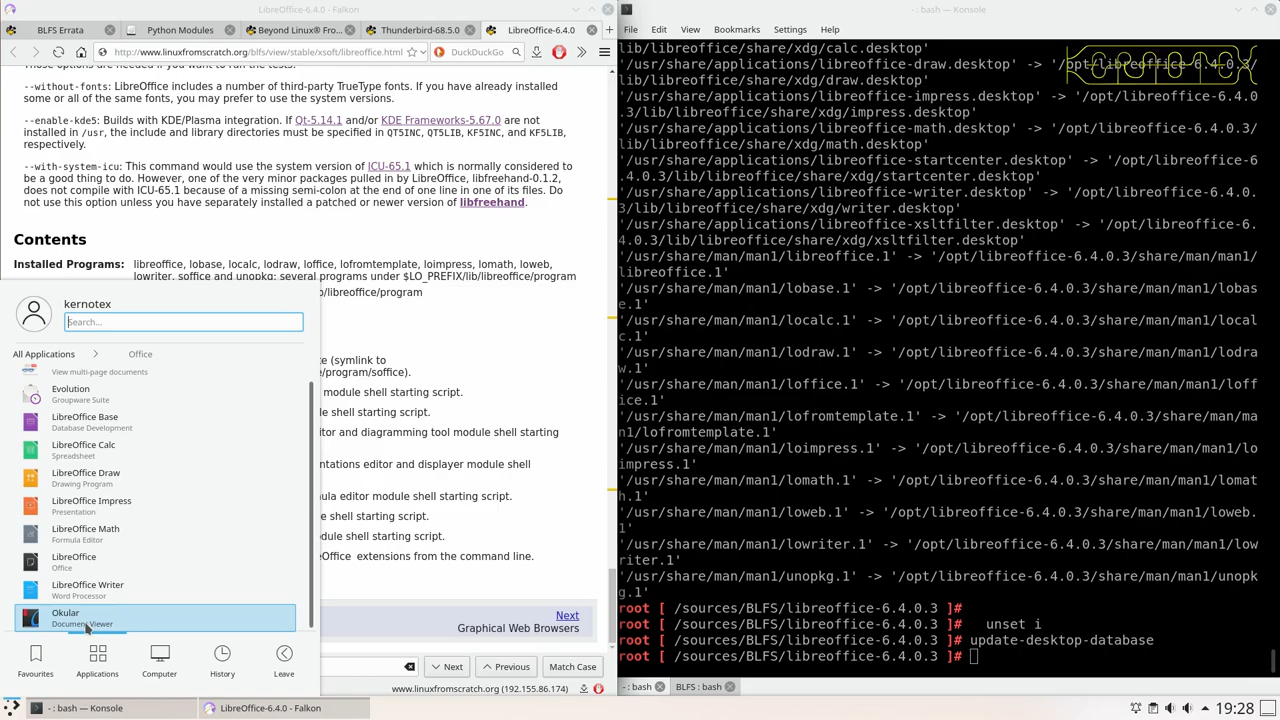 LibreOffice-6.4.0 - Falkon
BLFS Errata
Python Modules
Beyond Linux® Fro...
Thunderbird-68.5.0
LibreOffice-6.4.0
http://www.linuxfromscratch.org/blfs/view/stable/xsoft/libreoffice.html
DuckDuckGo
--without-fonts: LibreOffice includes a number of third-party TrueType fonts. If you have already installed
some or all of the same fonts, you may prefer to use the system versions.
--enable-kde5: Builds with KDE/Plasma integration. If Qt-5.14.1 and/or KDE Frameworks-5.67.0 are not
installed in /usr, the include and library directories must be specified in QT5INC, QT5LIB, KF5INC, and KF5LIB,
respectively.
--with-system-icu: This command would use the system version of ICU-65.1 which is normally considered to
be a good thing to do. However, one of the very minor packages pulled in by LibreOffice, libfreehand-0.1.2,
does not compile with ICU-65.1 because of a missing semi-colon at the end of one line in one of its files. Do
not use this option unless you have separately installed a patched or newer version of libfreehand.
Contents
Installed Programs: libreoffice, lobase, localc, lodraw, loffice, lofromtemplate, loimpress, lomath, loweb,
lowriter, soffice and unopkg; several programs under $LO_PREFIX/lib/libreoffice/program
o/lib/libreoffice/program
te (symlink to
e/program/soffice).
module shell starting script.
module shell starting script.
itor and diagramming tool module shell starting
entations editor and displayer module shell
ula editor module shell starting script.
e shell starting script.
odule shell starting script.
eOffice extensions from the command line.
Next
Graphical Web Browsers
Next
Previous
Match Case
www.linuxfromscratch.org (192.155.86.174)
kernotex
Search...
All Applications
Office
View multi-page documents
Evolution
Groupware Suite
LibreOffice Base
Database Development
LibreOffice Calc
Spreadsheet
LibreOffice Draw
Drawing Program
LibreOffice Impress
Presentation
LibreOffice Math
Formula Editor
LibreOffice
Office
LibreOffice Writer
Word Processor
Okular
Document Viewer
Favourites
Applications
Computer
History
Leave
- : bash — Konsole
File
Edit
View
Bookmarks
Settings
Help
lib/libreoffice/share/xdg/calc.desktop'
'/usr/share/applications/libreoffice-draw.desktop' -> '/opt/libreoffice-6.4.0.3/
lib/libreoffice/share/xdg/draw.desktop'
'/usr/share/applications/libreoffice-impress.desktop' -> '/opt/libreoffice-6.4.0
.3/lib/libreoffice/share/xdg/impress.desktop'
'/usr/share/applications/libreoffice-math.desktop' -> '/opt/libreoffice-6.4.0.3/
lib/libreoffice/share/xdg/math.desktop'
'/usr/share/applications/libreoffice-startcenter.desktop' -> '/opt/libreoffice-6
.4.0.3/lib/libreoffice/share/xdg/startcenter.desktop'
'/usr/share/applications/libreoffice-writer.desktop' -> '/opt/libreoffice-6.4.0.
3/lib/libreoffice/share/xdg/writer.desktop'
'/usr/share/applications/libreoffice-xsltfilter.desktop' -> '/opt/libreoffice-6.
4.0.3/lib/libreoffice/share/xdg/xsltfilter.desktop'
'/usr/share/man/man1/libreoffice.1' -> '/opt/libreoffice-6.4.0.3/share/man/man1/
libreoffice.1'
'/usr/share/man/man1/lobase.1' -> '/opt/libreoffice-6.4.0.3/share/man/man1/lobas
e.1'
'/usr/share/man/man1/localc.1' -> '/opt/libreoffice-6.4.0.3/share/man/man1/local
c.1'
'/usr/share/man/man1/lodraw.1' -> '/opt/libreoffice-6.4.0.3/share/man/man1/lodra
w.1'
'/usr/share/man/man1/loffice.1' -> '/opt/libreoffice-6.4.0.3/share/man/man1/loff
ice.1'
'/usr/share/man/man1/lofromtemplate.1' -> '/opt/libreoffice-6.4.0.3/share/man/ma
n1/lofromtemplate.1'
'/usr/share/man/man1/loimpress.1' -> '/opt/libreoffice-6.4.0.3/share/man/man1/lo
impress.1'
'/usr/share/man/man1/lomath.1' -> '/opt/libreoffice-6.4.0.3/share/man/man1/lomat
h.1'
'/usr/share/man/man1/loweb.1' -> '/opt/libreoffice-6.4.0.3/share/man/man1/loweb.
1'
'/usr/share/man/man1/lowriter.1' -> '/opt/libreoffice-6.4.0.3/share/man/man1/low
riter.1'
'/usr/share/man/man1/unopkg.1' -> '/opt/libreoffice-6.4.0.3/share/man/man1/unopk
g.1'
root [ /sources/BLFS/libreoffice-6.4.0.3 ]#
root [ /sources/BLFS/libreoffice-6.4.0.3 ]#   unset i
root [ /sources/BLFS/libreoffice-6.4.0.3 ]# update-desktop-database
root [ /sources/BLFS/libreoffice-6.4.0.3 ]#
- : bash
BLFS : bash
- : bash — Konsole
LibreOffice-6.4.0 - Falkon
19:28